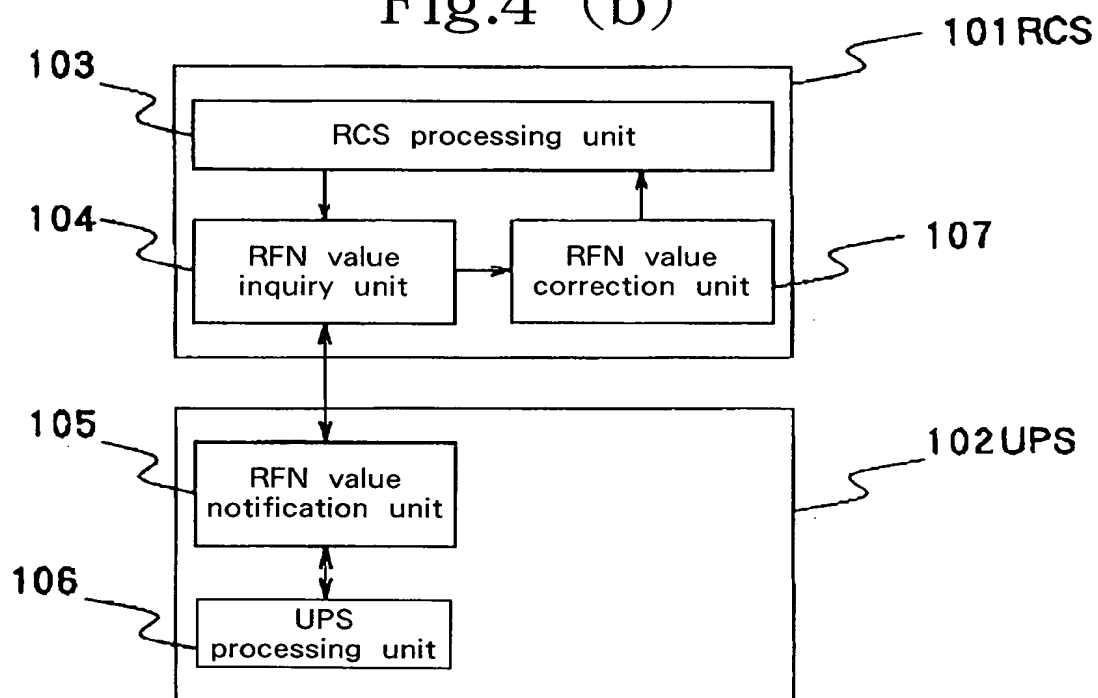 Fig.4 (b)
101RCS
103
RCS processing unit
104
RFN value
inquiry unit
RFN value
correction unit
107
105
RFN value
notification unit
102UPS
106
UPS
processing unit